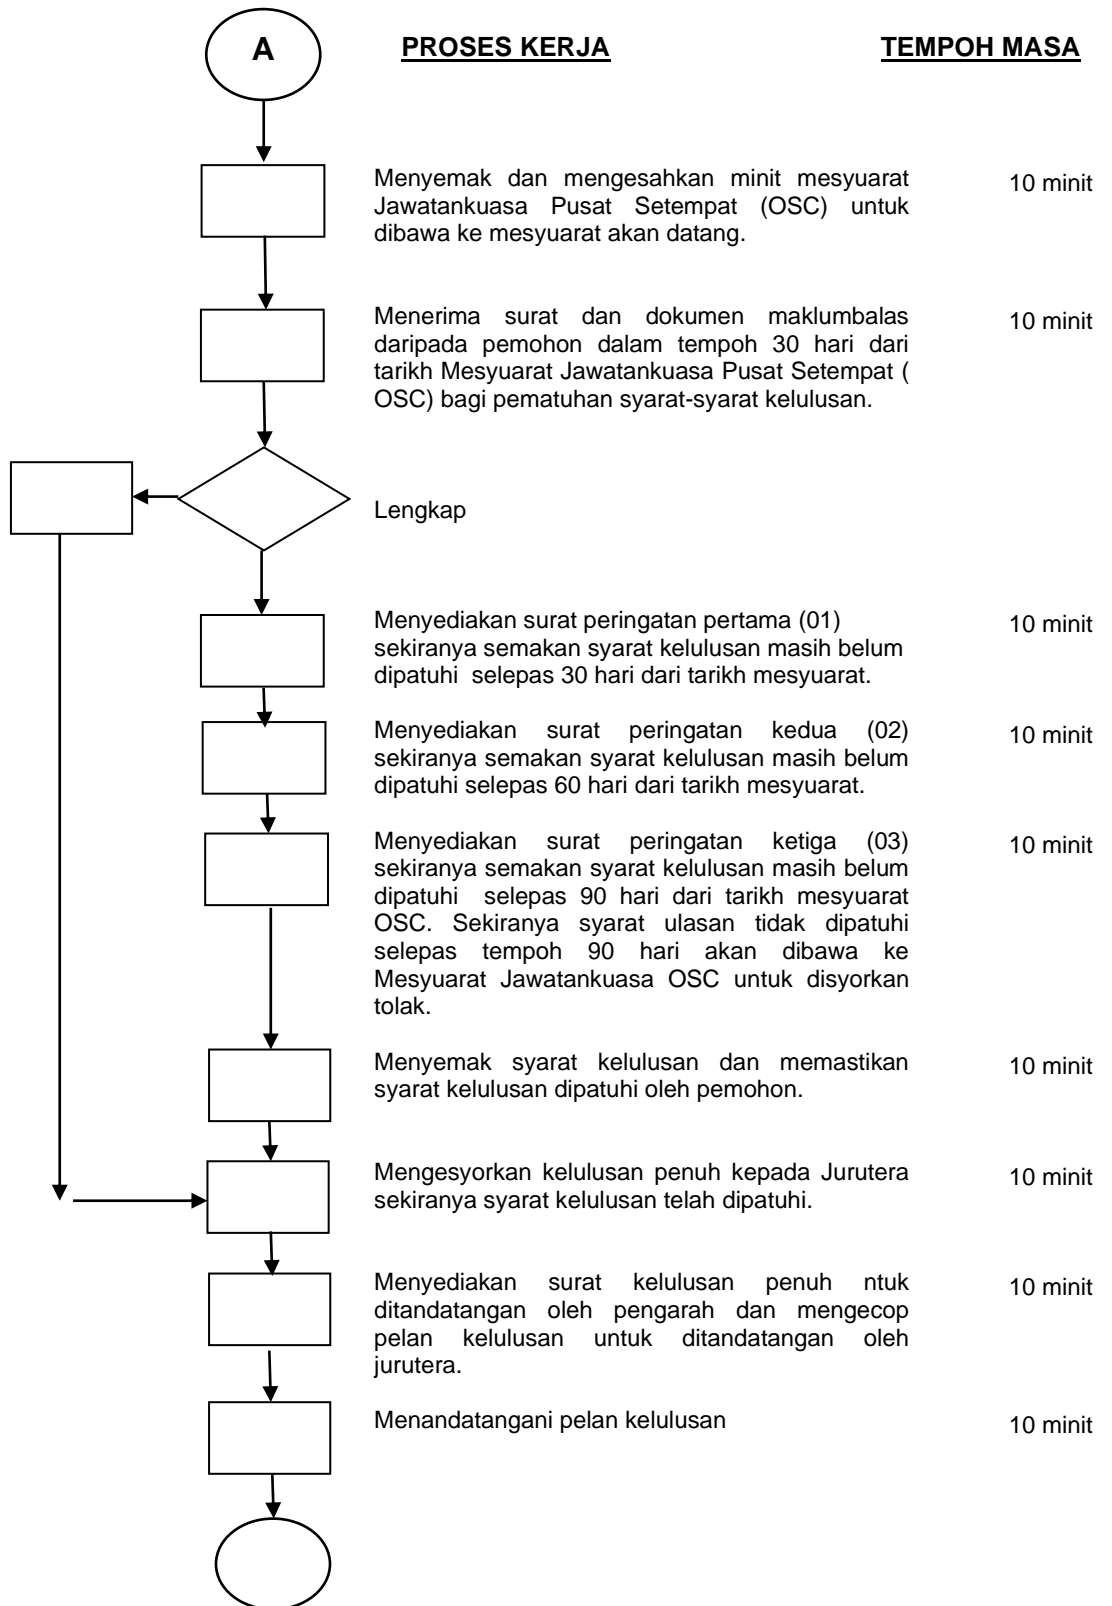 A
PROSES KERJA
TEMPOH MASA
Menyemak dan mengesahkan minit mesyuarat
Jawatankuasa Pusat Setempat (OSC) untuk
dibawa ke mesyuarat akan datang.
10 minit
Menerima surat dan dokumen maklumbalas
daripada pemohon dalam tempoh 30 hari dari
tarikh Mesyuarat Jawatankuasa Pusat Setempat (
OSC) bagi pematuhan syarat-syarat kelulusan.
10 minit
Lengkap
Menyediakan surat peringatan pertama (01)
sekiranya semakan syarat kelulusan masih belum
dipatuhi selepas 30 hari dari tarikh mesyuarat.
10 minit
Menyediakan surat peringatan kedua (02)
sekiranya semakan syarat kelulusan masih belum
dipatuhi selepas 60 hari dari tarikh mesyuarat.
10 minit
Menyediakan surat peringatan ketiga (03)
sekiranya semakan syarat kelulusan masih belum
dipatuhi selepas 90 hari dari tarikh mesyuarat
OSC. Sekiranya syarat ulasan tidak dipatuhi
selepas tempoh 90 hari akan dibawa ke
Mesyuarat Jawatankuasa OSC untuk disyorkan
tolak.
10 minit
Menyemak syarat kelulusan dan memastikan
syarat kelulusan dipatuhi oleh pemohon.
10 minit
Mengesyorkan kelulusan penuh kepada Jurutera
sekiranya syarat kelulusan telah dipatuhi.
10 minit
Menyediakan surat kelulusan penuh ntuk
ditandatangan oleh pengarah dan mengecop
pelan kelulusan untuk ditandatangan oleh
jurutera.
10 minit
Menandatangani pelan kelulusan
10 minit